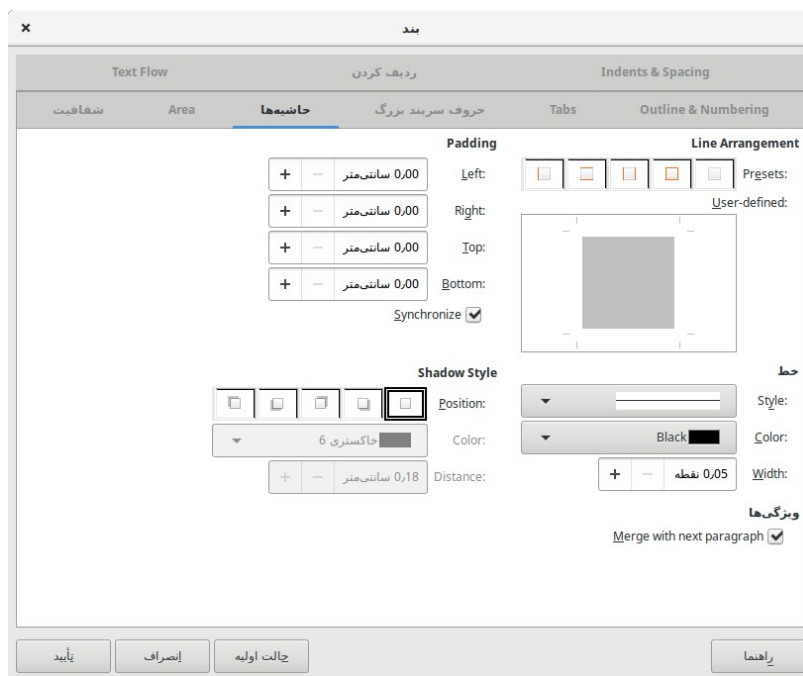 بند
Indents & Spacing
ردیف کردن
Text Flow
Outline & Numbering
Tabs
حروف سربند بزرگ
حاشیه‌ها
Area
شفافیت
Line Arrangement
Presets:
User-defined:
Padding
Left:
0٫00 سانتی‌متر
Right:
0٫00 سانتی‌متر
Top:
0٫00 سانتی‌متر
Bottom:
0٫00 سانتی‌متر
Synchronize
خط
Style:
Color:
Black
Width:
0٫05 نقطه
Shadow Style
Position:
Color:
خاکستری 6
Distance:
0٫18 سانتی‌متر
ویژگی‌ها
Merge with next paragraph
راهنما
حالت اولیه
انصراف
تأیید